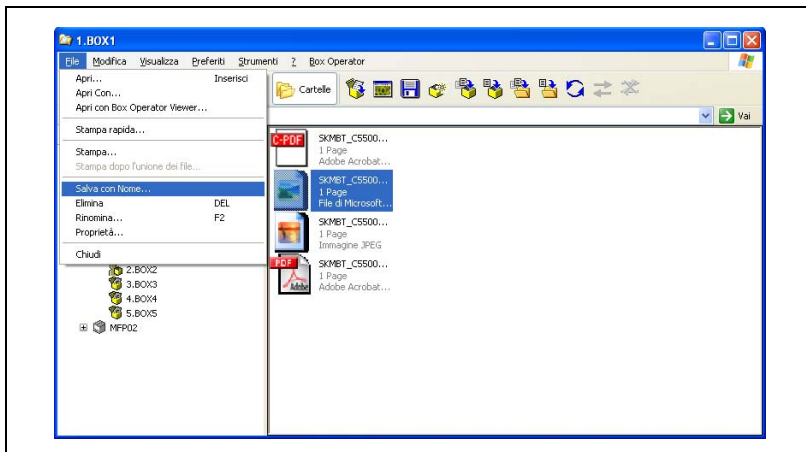 1.BOX1
File Modifica Visualizza Preferiti Strumenti ? Box Operator
Apri... Inserisci
Apri Con...
Apri con Box Operator Viewer...
Stampa rapida...
Stampa...
Stampa dopo l'unione dei file...
Salva con Nome...
Elimina DEL
Rinomina... F2
Proprietà...
Chiudi
2.BOX2
3.BOX3
4.BOX4
5.BOX5
MFP02
Cartelle
Vai
C-PDF
SKMBT_C5500...
1 Page
Adobe Acrobat...
SKMBT_C5500...
1 Page
File di Microsoft...
SKMBT_C5500...
1 Page
Immagine JPEG
PDF
Adobe
SKMBT_C5500...
1 Page
Adobe Acrobat...